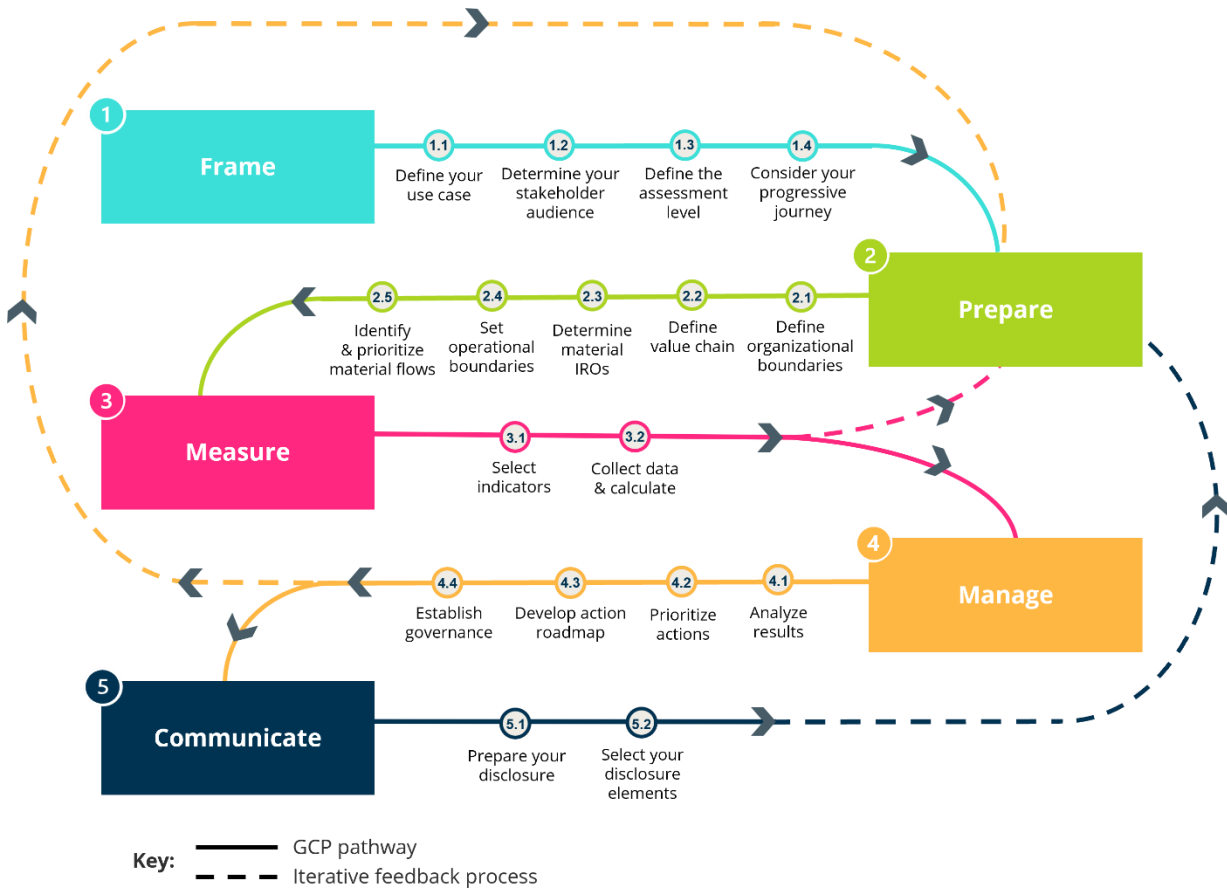 1
Frame
1.1
Define your
use case
1.2
Determine your
stakeholder
audience
1.3
Define the
assessment
level
1.4
Consider your
progressive
journey
2
Prepare
2.1
Define
organizational
boundaries
2.2
Define
value chain
2.3
Determine
material
IROs
2.4
Set
operational
boundaries
2.5
Identify
& prioritize
material flows
3
Measure
3.1
Select
indicators
3.2
Collect data
& calculate
4
Manage
4.1
Analyze
results
4.2
Prioritize
actions
4.3
Develop action
roadmap
4.4
Establish
governance
5
Communicate
5.1
Prepare your
disclosure
5.2
Select your
disclosure
elements
Key:
GCP pathway
Iterative feedback process